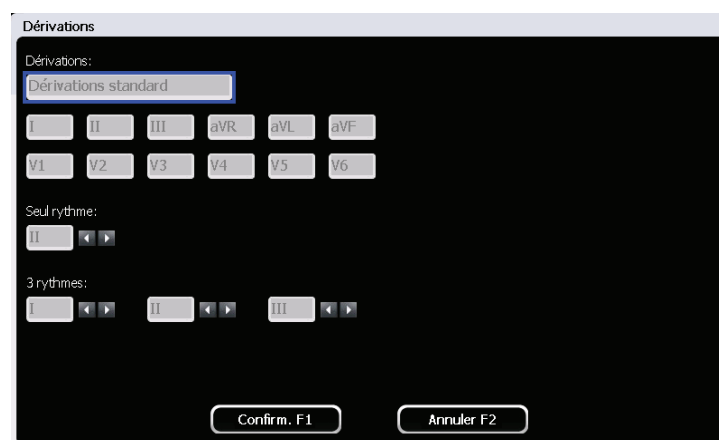 Dérivations
Dérivations:
Dérivations standard
I II III aVR aVL aVF
V1 V2 V3 V4 V5 V6
Seul rythme:
II
3 rythmes:
I II III
Confirm. F1 Annuler F2